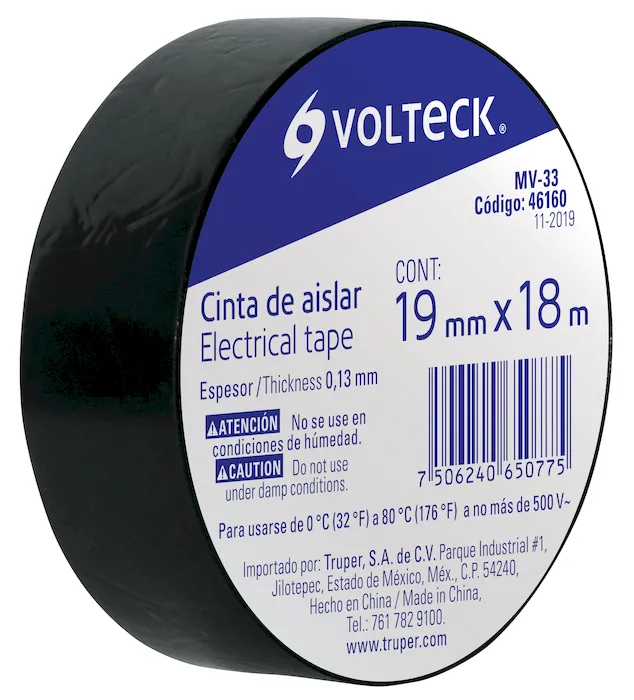 VOLTECK®
MV-33
Código: 46160
11-2019
CONT:
19 mm x 18 m
Cinta de aislar
Electrical tape
Espesor/Thickness 0,13 mm
ATENCIÓN No se use en
condiciones de húmedad.
CAUTION Do not use
under damp conditions.
7 506240 650775
Para usarse de 0 °C (32 °F) a 80 °C (176 °F) a no más de 500 V~
Importado por: Truper, S.A. de C.V. Parque Industrial #1,
Jilotepec, Estado de México, Méx., C.P. 54240,
Hecho en China / Made in China,
Tel.: 761 782 9100.
www.truper.com